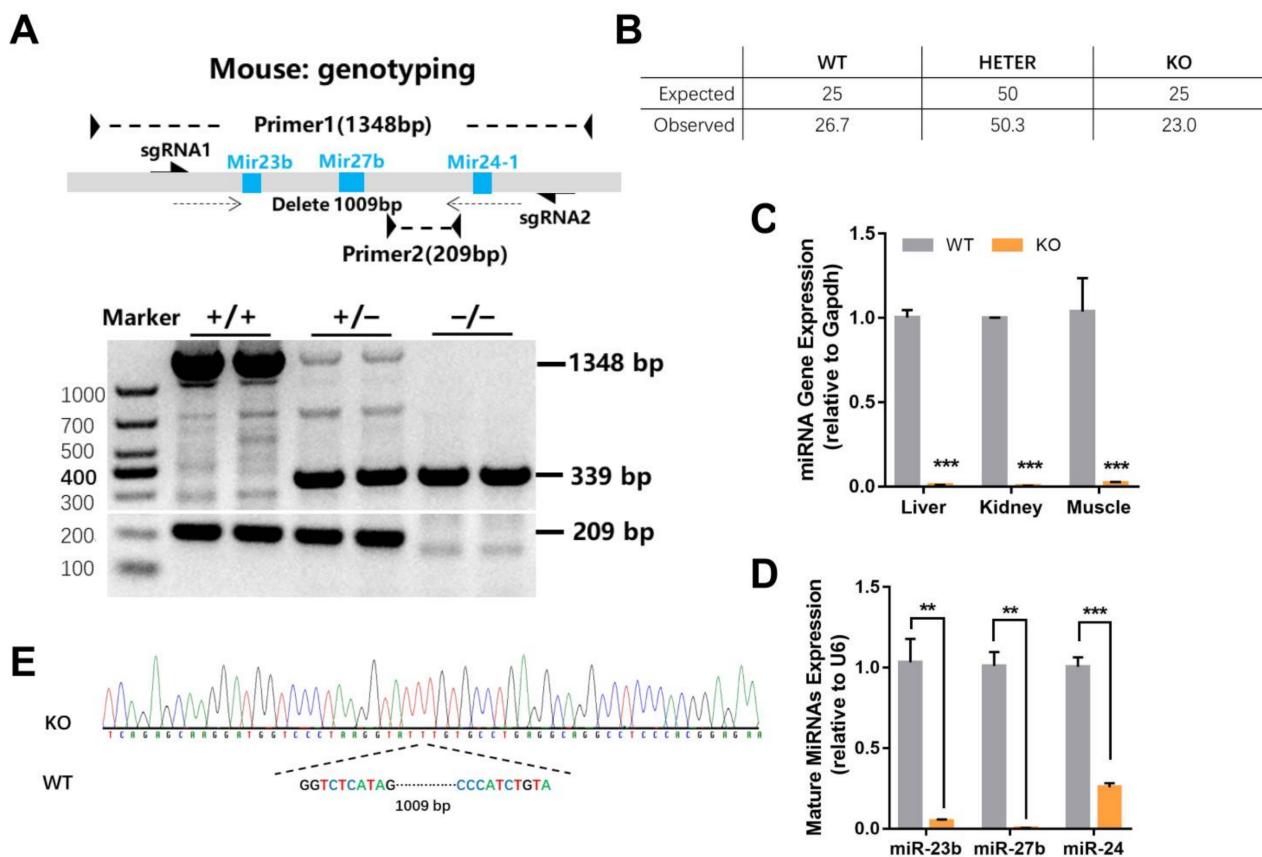 A
Mouse: genotyping
Primer1(1348bp)
sgRNA1
Mir23b Mir27b Mir24-1
Delete 1009bp
sgRNA2
Primer2(209bp)
Marker +/+ +/− −/−
1348 bp
1000
700
500
400
339 bp
300
209 bp
200
100
B
WT HETER KO
Expected 25 50 25
Observed 26.7 50.3 23.0
C
miRNA Gene Expression
(relative to Gapdh)
WT KO
1.5
1.0
0.5
0.0
*** *** ***
Liver Kidney Muscle
D
Mature MiRNAs Expression
(relative to U6)
1.5
1.0
0.5
0.0
** ** ***
miR-23b miR-27b miR-24
E
KO
TCAGAGCAAGGATGGTCCCTAAGGTATTTGTGCCTGAGGCAGGCCTCCCACGGAGAA
WT
GGTCTCATAG CCCATCTGTA
1009 bp